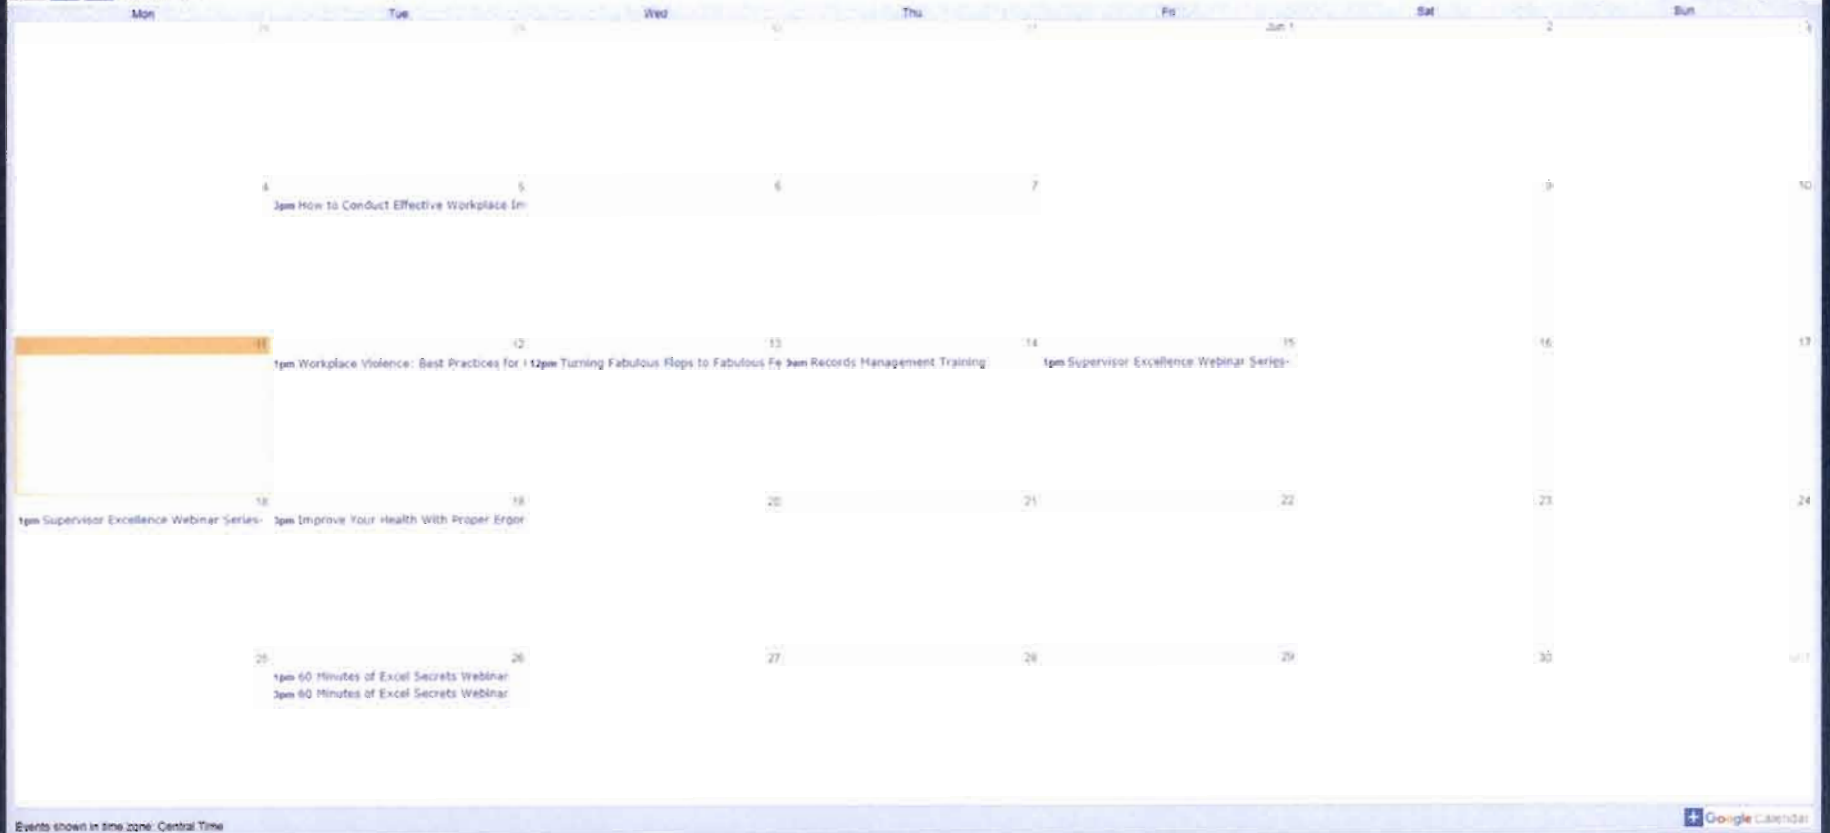 Mon Tue Wed Thu Fri Sat Sun
Jun 1 2 3
4 5 6 7 9 10
3pm How to Conduct Effective Workplace In
11 12 13 14 15 16 17
1pm Workplace Violence: Best Practices for 12pm Turning Fabulous Flops to Fabulous Fe 9am Records Management Training 1pm Supervisor Excellence Webinar Series-
18 19 20 21 22 23 24
1pm Supervisor Excellence Webinar Series- 3pm Improve Your Health With Proper Ergor
25 26 27 28 29 30
1pm 60 Minutes of Excel Secrets Webinar
3pm 60 Minutes of Excel Secrets Webinar
Events shown in time zone: Central Time
Google Calendar